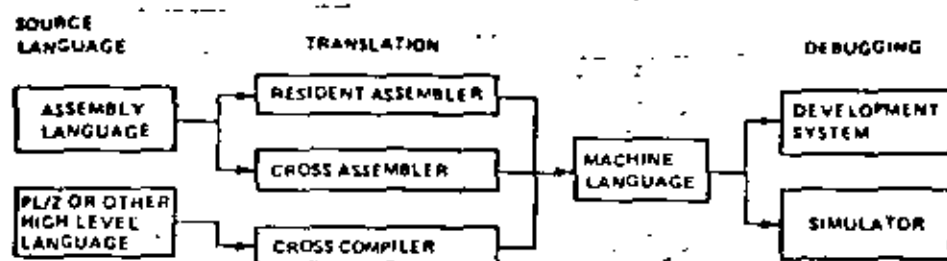 SOURCE
LANGUAGE
TRANSLATION
DEBUGGING
ASSEMBLY
LANGUAGE
RESIDENT ASSEMBLER
CROSS ASSEMBLER
PL/Z OR OTHER
HIGH LEVEL
LANGUAGE
CROSS COMPILER
MACHINE
LANGUAGE
DEVELOPMENT
SYSTEM
SIMULATOR